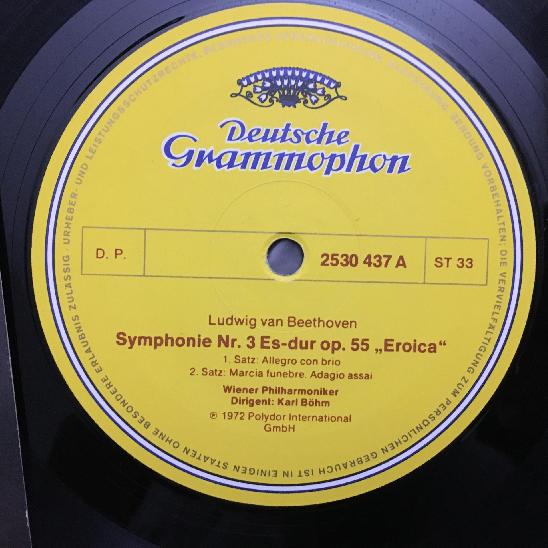 Deutsche
Grammophon
D. P.
2530 437 A
ST 33
Ludwig van Beethoven
Symphonie Nr. 3 Es-dur op. 55 „Eroica“
1. Satz: Allegro con brio
2. Satz: Marcia funebre. Adagio assai
Wiener Philharmoniker
Dirigent: Karl Böhm
℗ 1972 Polydor International
GmbH
URHEBER- UND LEISTUNGSSCHUTZRECHTE, BESONDERS
SENDUNG VORBEHALTEN; DIE VERVIELFÄLTIGUNG ZUM PERSÖNLICHEN GEBRAUCH IST IN EINIGEN STAATEN OHNE BESONDERE ERLAUBNIS ZULÄSSIG ·